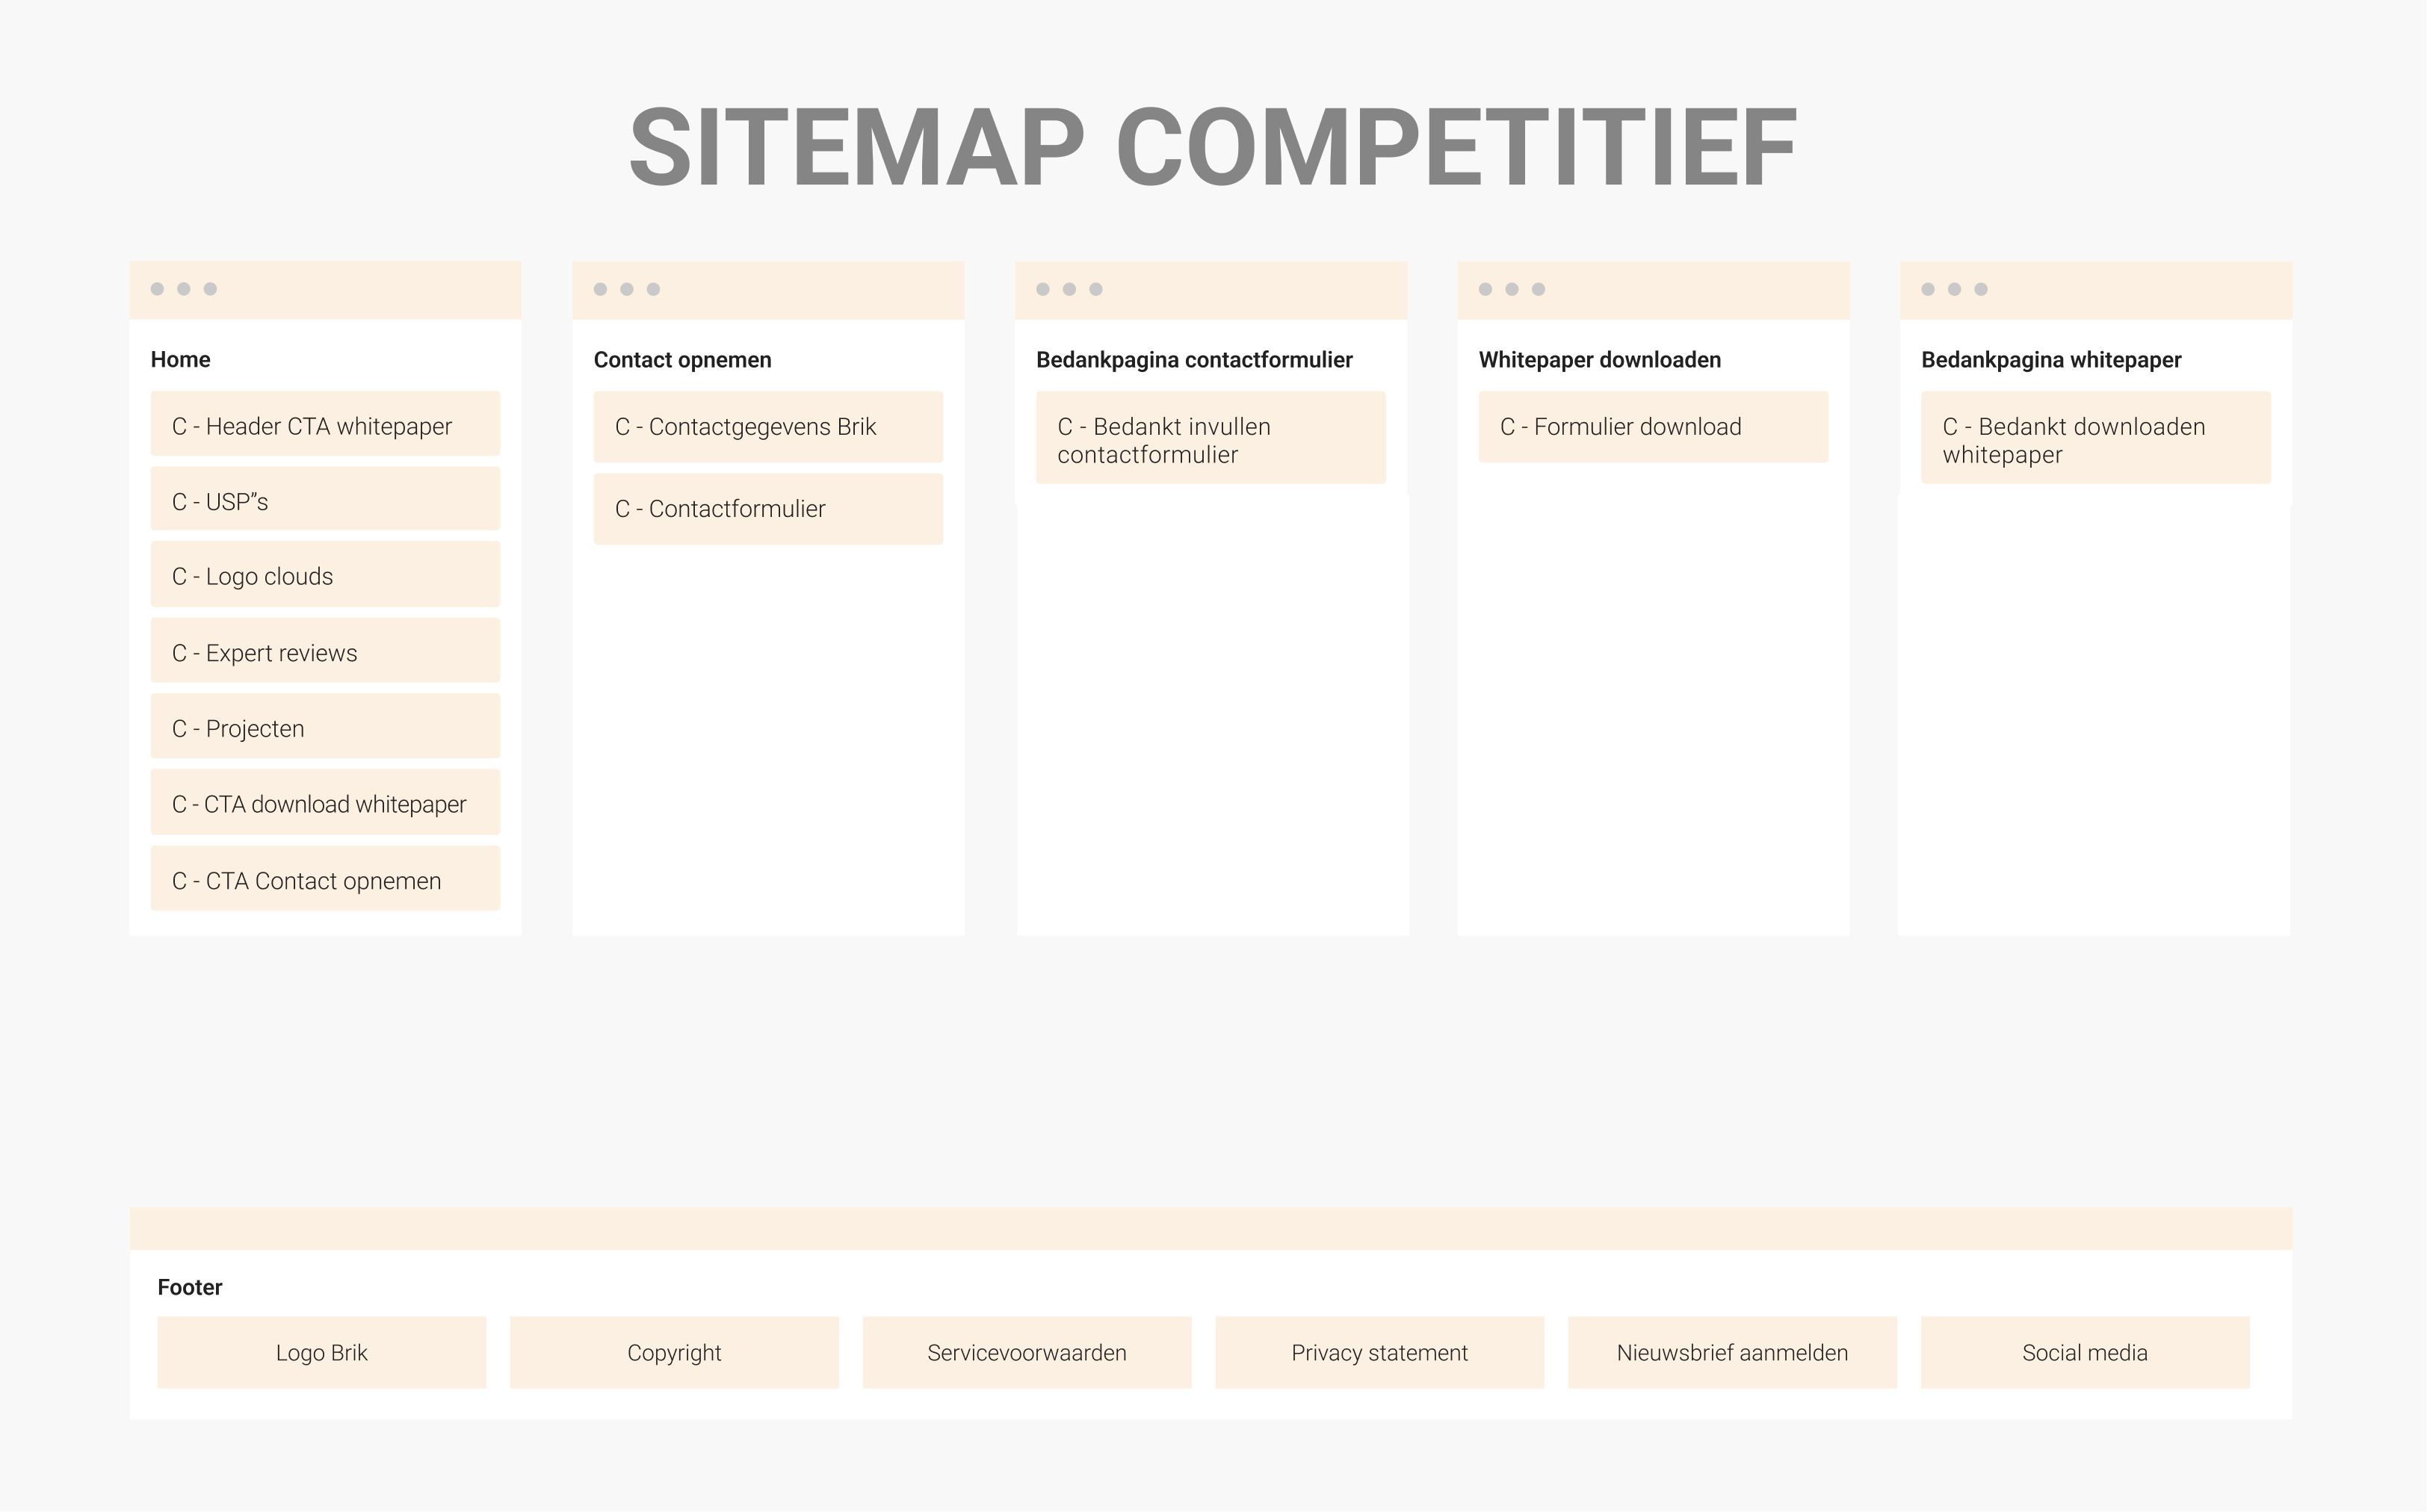 SITEMAP COMPETITIEF
Home
C - Header CTA whitepaper
C - USP”s
C - Logo clouds
C - Expert reviews
C - Projecten
C - CTA download whitepaper
C - CTA Contact opnemen
Contact opnemen
C - Contactgegevens Brik
C - Contactformulier
Bedankpagina contactformulier
C - Bedankt invullen
contactformulier
Whitepaper downloaden
C - Formulier download
Bedankpagina whitepaper
C - Bedankt downloaden
whitepaper
Footer
Logo Brik
Copyright
Servicevoorwaarden
Privacy statement
Nieuwsbrief aanmelden
Social media